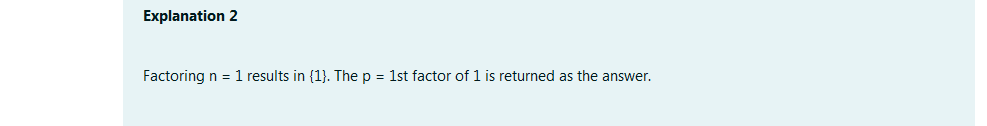 Explanation 2
Factoring n = 1 results in {1}. The p = 1st factor of 1 is returned as the answer.